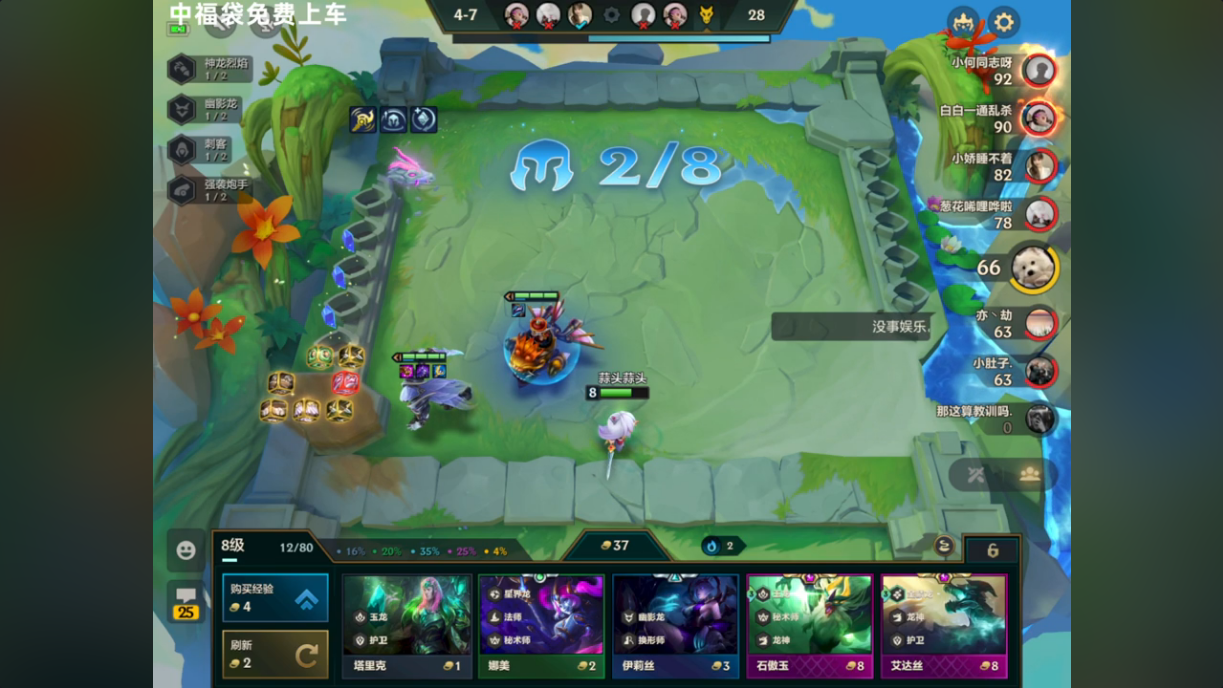 中福袋免费上车
4-7
28
神龙烈焰
1/2
幽影龙
1/2
刺客
1/2
强袭炮手
1/2
2/8
小何同志呀
92
白白一通乱杀
90
小娇睡不着
82
葱花唏哩哗啦
78
66
没事娱乐.
亦丶劫
63
小肚子.
63
那这算教训吗.
0
蒜头蒜头
8
8级
12/80
16% 20% 35% 25% 4%
37
2
6
25
购买经验
4
刷新
2
玉龙
护卫
塔里克 1
星界龙
法师
秘术师
娜美 2
幽影龙
换形师
伊莉丝 3
秘术师
龙神
石傲玉 8
龙神
护卫
艾达丝 8